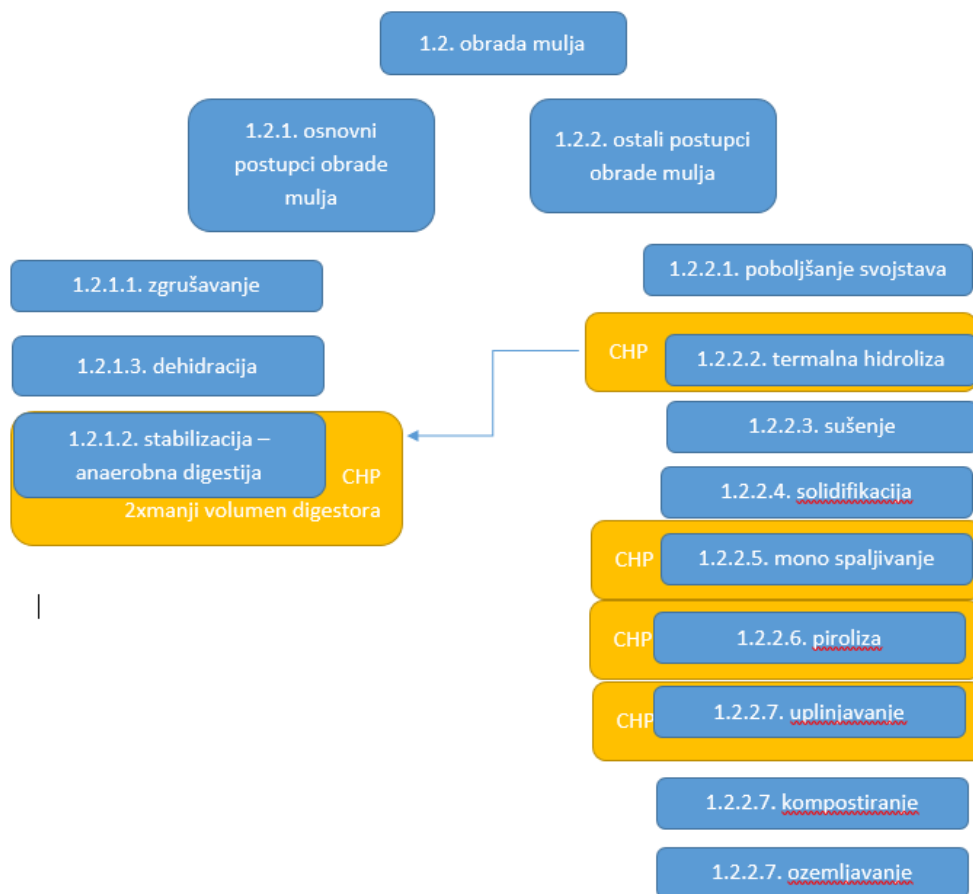 1.2. obrada mulja
1.2.1. osnovni
postupci obrade
mulja
1.2.2. ostali postupci
obrade mulja
1.2.1.1. zgrušavanje
1.2.1.3. dehidracija
1.2.1.2. stabilizacija –
anaerobna digestija
CHP
2xmanji volumen digestora
1.2.2.1. poboljšanje svojstava
CHP
1.2.2.2. termalna hidroliza
1.2.2.3. sušenje
1.2.2.4. solidifikacija
CHP
1.2.2.5. mono spaljivanje
CHP
1.2.2.6. piroliza
CHP
1.2.2.7. uplinjavanje
1.2.2.7. kompostiranje
1.2.2.7. ozemljavanje